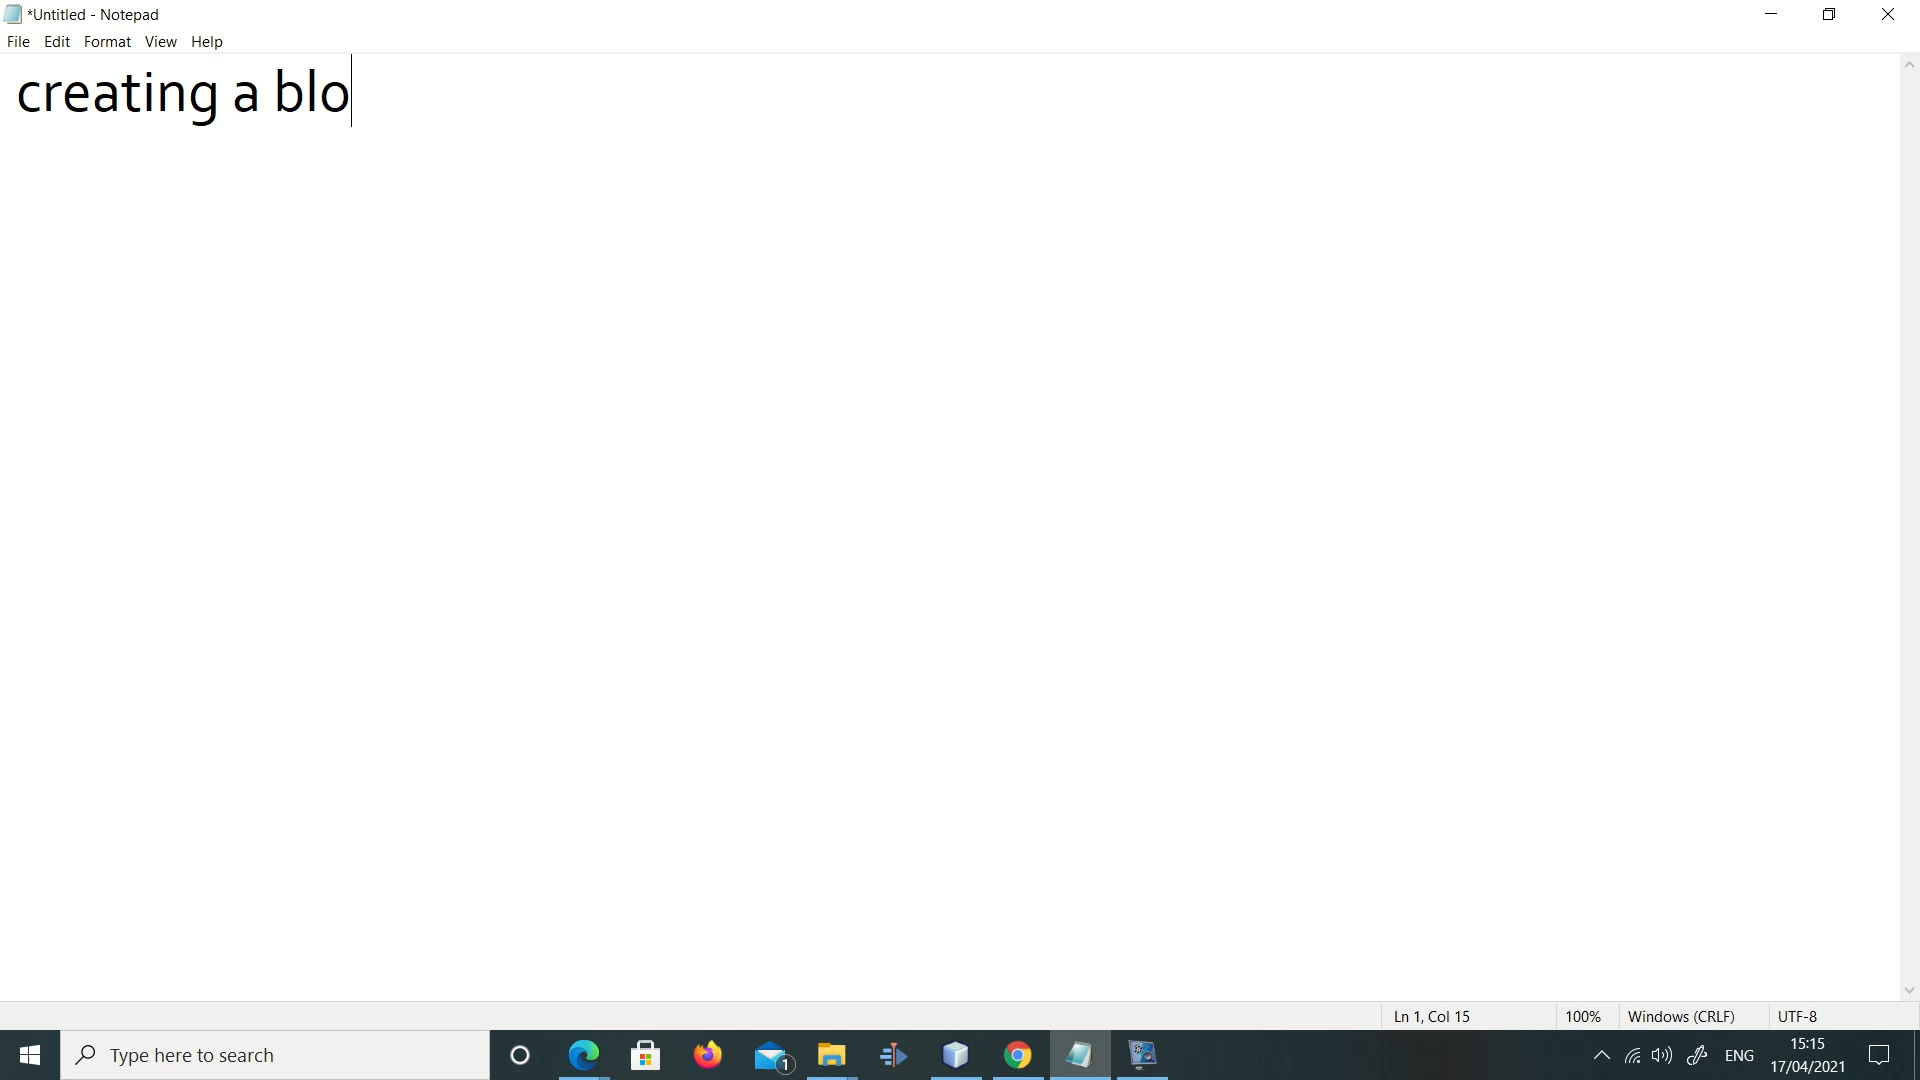 *Untitled - Notepad
File Edit Format View Help
creating a blo
Ln 1, Col 15 100% Windows (CRLF) UTF-8
Type here to search 1 ENG 15:15
17/04/2021